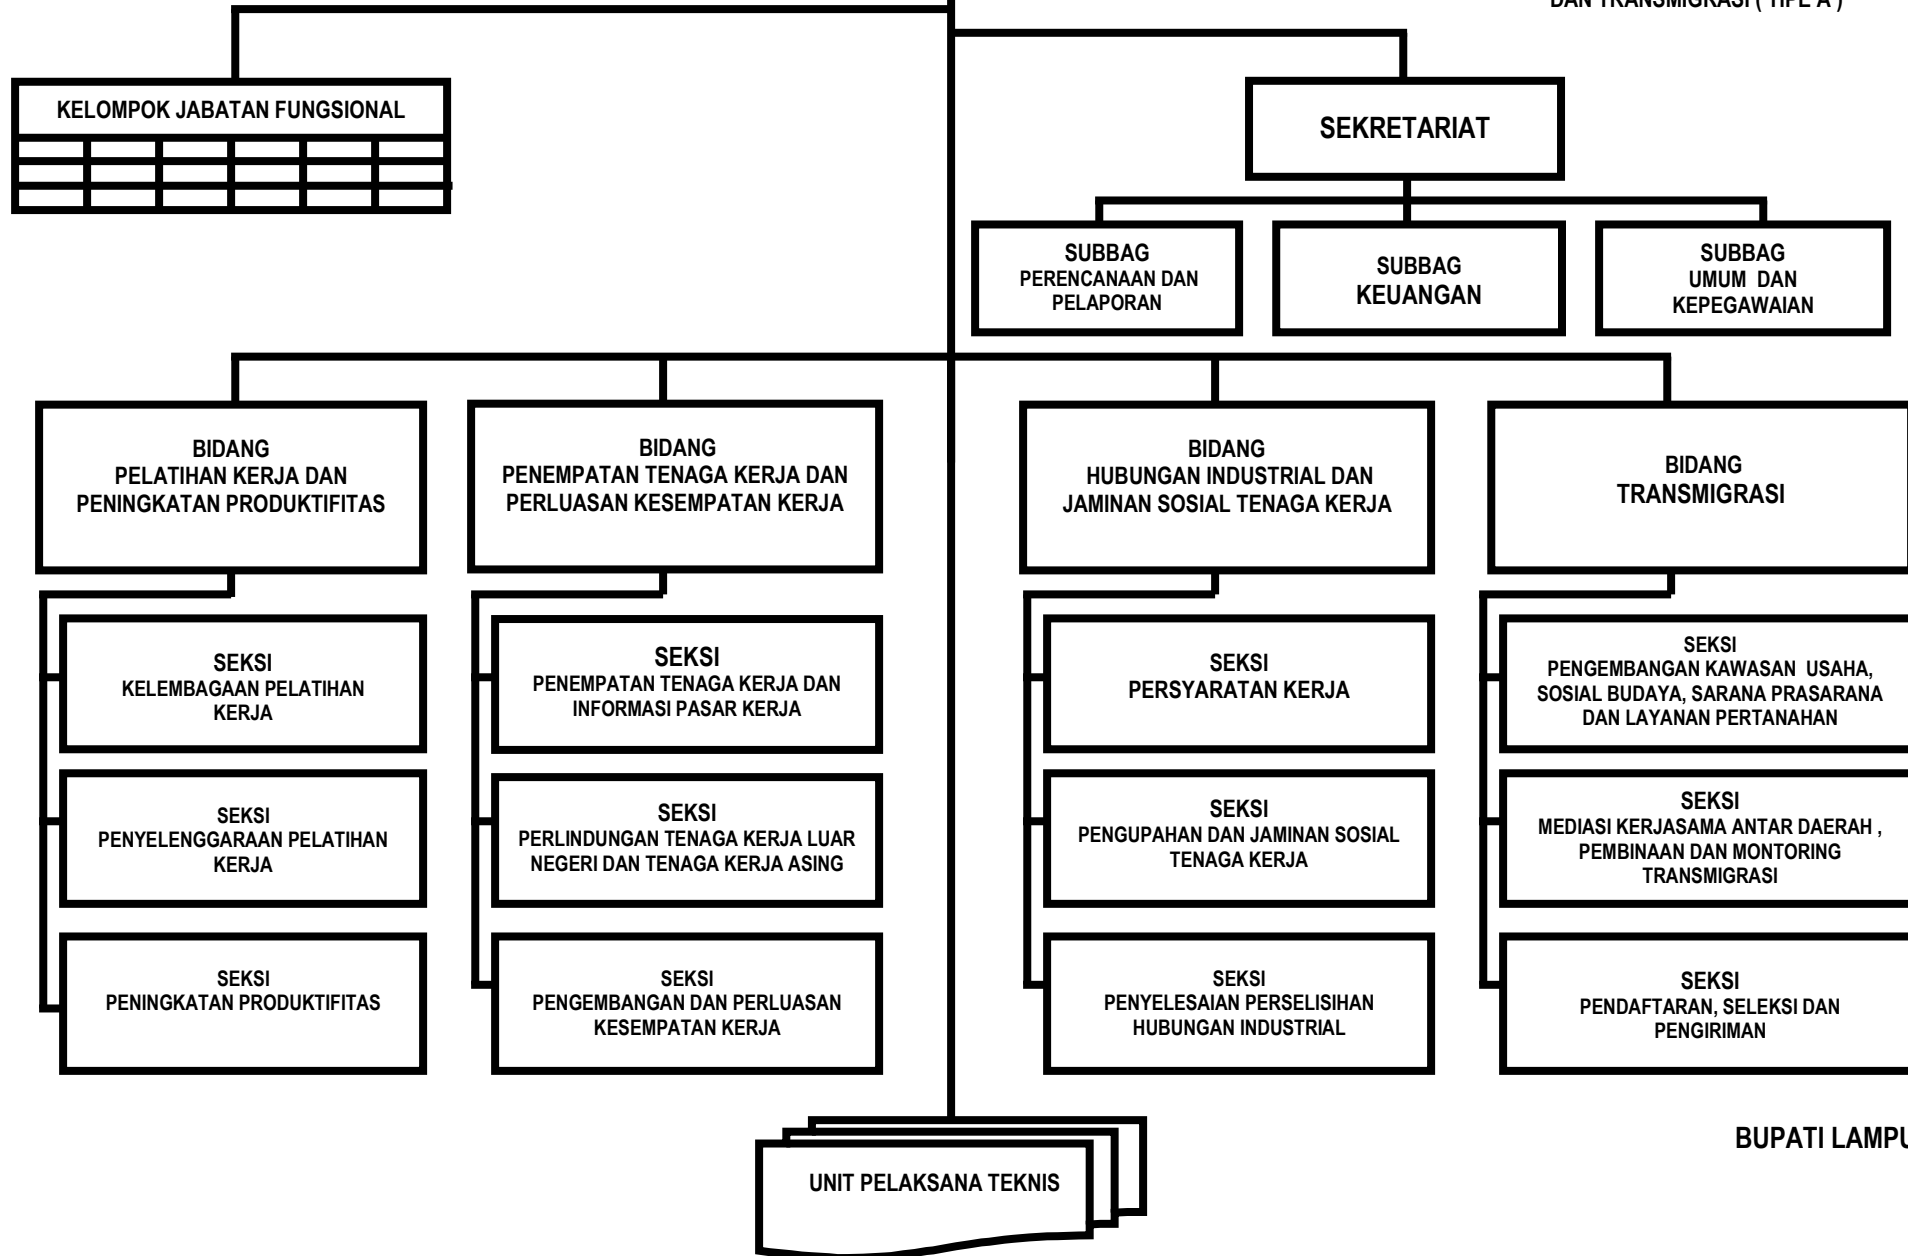 DAN TRANSMIGRASI ( TIPE A )
KELOMPOK JABATAN FUNGSIONAL
SEKRETARIAT
SUBBAG
PERENCANAAN DAN
PELAPORAN
SUBBAG
KEUANGAN
SUBBAG
UMUM DAN
KEPEGAWAIAN
BIDANG
PELATIHAN KERJA DAN
PENINGKATAN PRODUKTIFITAS
BIDANG
PENEMPATAN TENAGA KERJA DAN
PERLUASAN KESEMPATAN KERJA
BIDANG
HUBUNGAN INDUSTRIAL DAN
JAMINAN SOSIAL TENAGA KERJA
BIDANG
TRANSMIGRASI
SEKSI
KELEMBAGAAN PELATIHAN
KERJA
SEKSI
PENEMPATAN TENAGA KERJA DAN
INFORMASI PASAR KERJA
SEKSI
PERSYARATAN KERJA
SEKSI
PENGEMBANGAN KAWASAN USAHA,
SOSIAL BUDAYA, SARANA PRASARANA
DAN LAYANAN PERTANAHAN
SEKSI
PENYELENGGARAAN PELATIHAN
KERJA
SEKSI
PERLINDUNGAN TENAGA KERJA LUAR
NEGERI DAN TENAGA KERJA ASING
SEKSI
PENGUPAHAN DAN JAMINAN SOSIAL
TENAGA KERJA
SEKSI
MEDIASI KERJASAMA ANTAR DAERAH ,
PEMBINAAN DAN MONTORING
TRANSMIGRASI
SEKSI
PENINGKATAN PRODUKTIFITAS
SEKSI
PENGEMBANGAN DAN PERLUASAN
KESEMPATAN KERJA
SEKSI
PENYELESAIAN PERSELISIHAN
HUBUNGAN INDUSTRIAL
SEKSI
PENDAFTARAN, SELEKSI DAN
PENGIRIMAN
BUPATI LAMPU
UNIT PELAKSANA TEKNIS